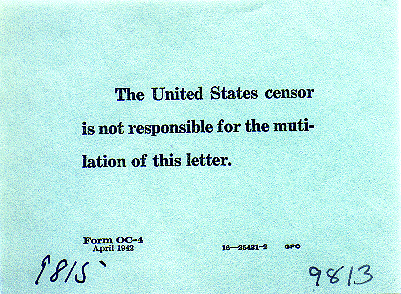 The United States censor
is not responsible for the muti-
lation of this letter.
Form OC-4
April 1942
16—25421-2 GPO
9815
9813